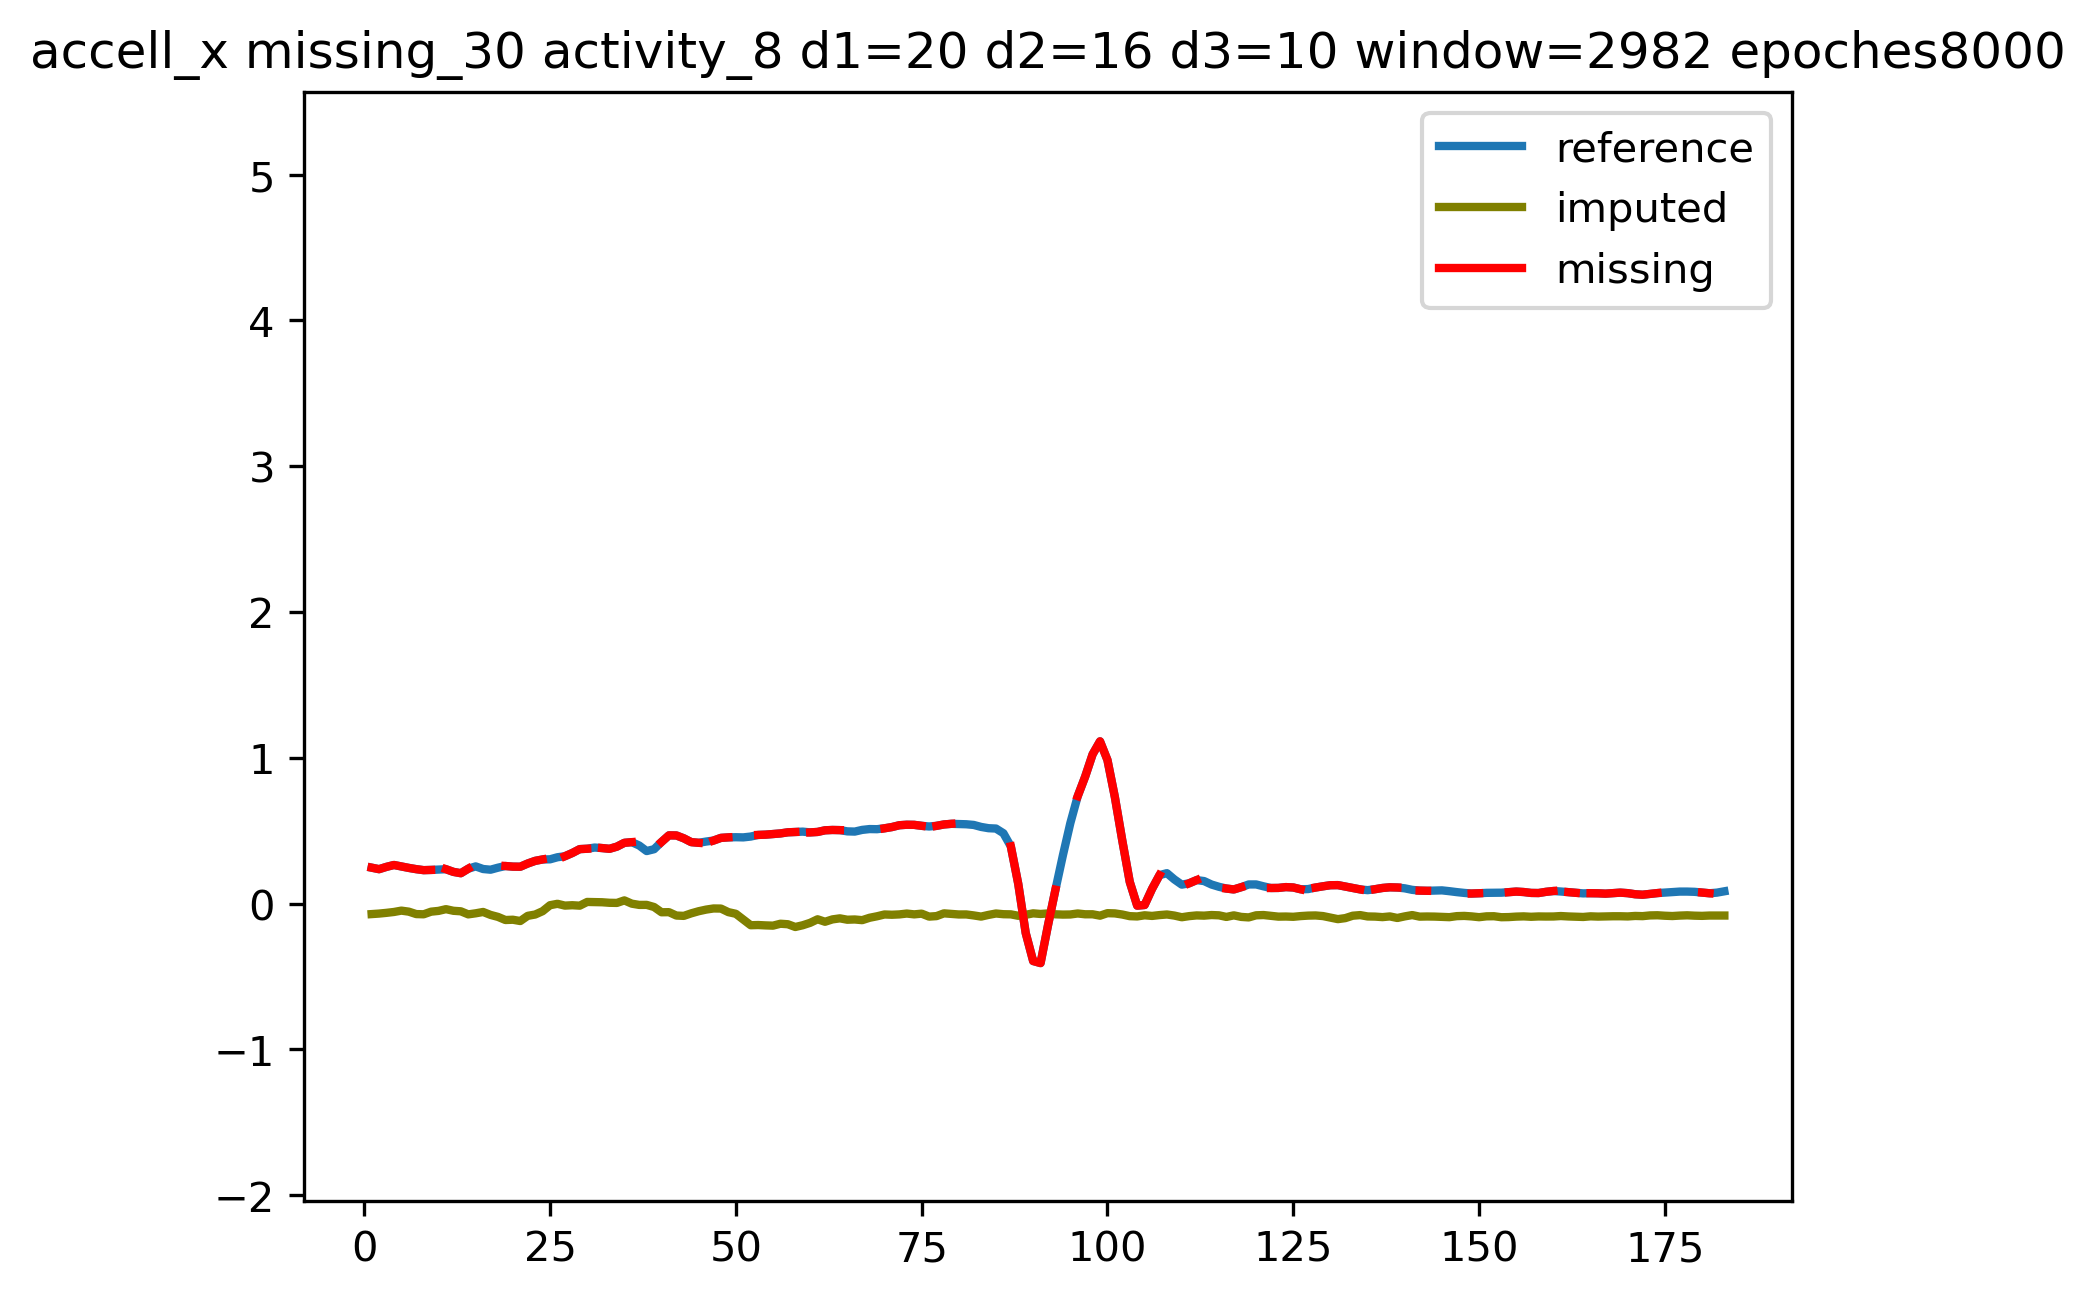 accell_x missing_30 activity_8 d1=20 d2=16 d3=10 window=2982 epoches8000
reference
imputed
missing
5
4
3
2
1
0
−1
−2
0 25 50 75 100 125 150 175